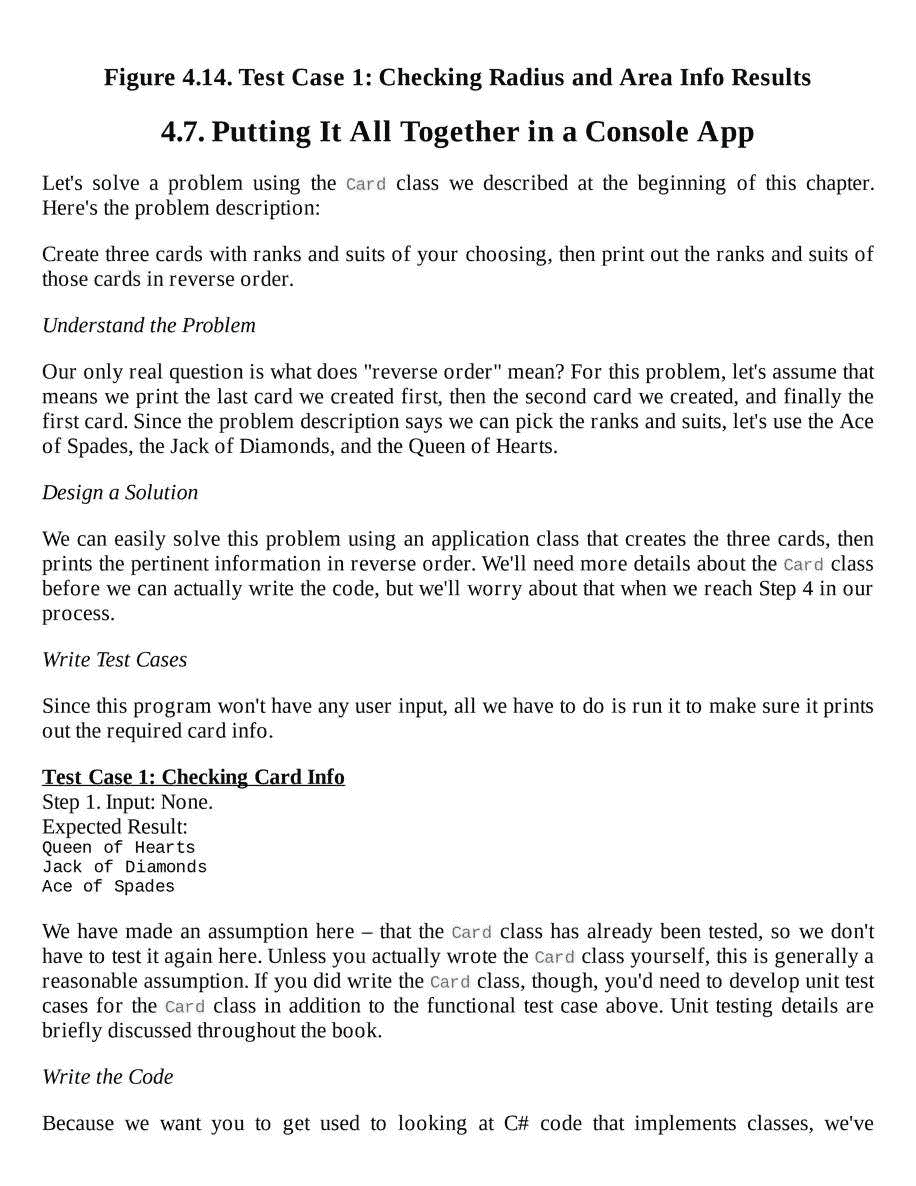 Figure 4.14. Test Case 1: Checking Radius and Area Info Results
4.7. Putting It All Together in a Console App
Let's solve a problem using the Card class we described at the beginning of this chapter.
Here's the problem description:
Create three cards with ranks and suits of your choosing, then print out the ranks and suits of
those cards in reverse order.
Understand the Problem
Our only real question is what does "reverse order" mean? For this problem, let's assume that
means we print the last card we created first, then the second card we created, and finally the
first card. Since the problem description says we can pick the ranks and suits, let's use the Ace
of Spades, the Jack of Diamonds, and the Queen of Hearts.
Design a Solution
We can easily solve this problem using an application class that creates the three cards, then
prints the pertinent information in reverse order. We'll need more details about the Card class
before we can actually write the code, but we'll worry about that when we reach Step 4 in our
process.
Write Test Cases
Since this program won't have any user input, all we have to do is run it to make sure it prints
out the required card info.
Test Case 1: Checking Card Info
Step 1. Input: None.
Expected Result:
Queen of Hearts
Jack of Diamonds
Ace of Spades
We have made an assumption here – that the Card class has already been tested, so we don't
have to test it again here. Unless you actually wrote the Card class yourself, this is generally a
reasonable assumption. If you did write the Card class, though, you'd need to develop unit test
cases for the Card class in addition to the functional test case above. Unit testing details are
briefly discussed throughout the book.
Write the Code
Because we want you to get used to looking at C# code that implements classes, we've